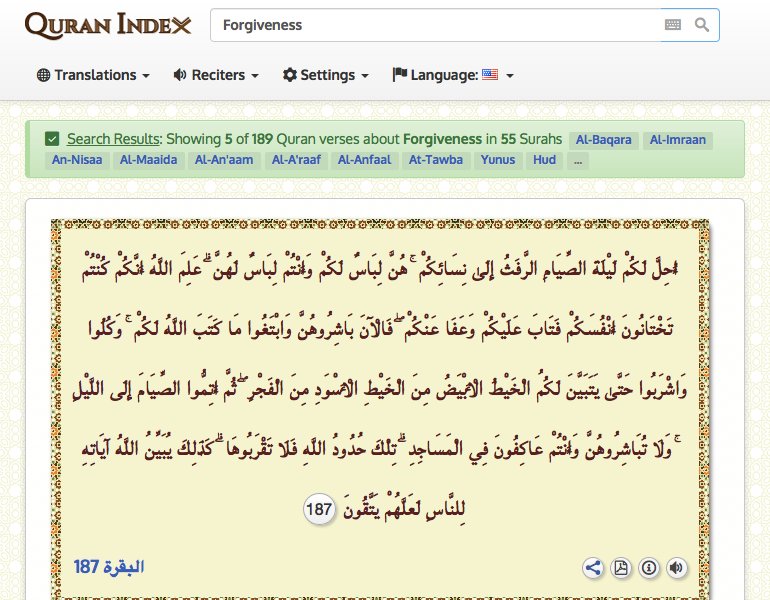 QURAN INDEX
Forgiveness
Translations Reciters Settings Language:
Search Results: Showing 5 of 189 Quran verses about Forgiveness in 55 Surahs Al-Baqara Al-Imraan
An-Nisaa Al-Maaida Al-An'aam Al-A'raaf Al-Anfaal At-Tawba Yunus Hud ...
أُحِلَّ لَكُمْ لَيْلَةَ الصِّيَامِ الرَّفَثُ إِلَىٰ نِسَائِكُمْ ۚ هُنَّ لِبَاسٌ لَكُمْ وَأَنْتُمْ لِبَاسٌ لَهُنَّ ۗ عَلِمَ اللَّهُ أَنَّكُمْ كُنْتُمْ
تَخْتَانُونَ أَنْفُسَكُمْ فَتَابَ عَلَيْكُمْ وَعَفَا عَنْكُمْ ۖ فَالْآنَ بَاشِرُوهُنَّ وَابْتَغُوا مَا كَتَبَ اللَّهُ لَكُمْ ۚ وَكُلُوا
وَاشْرَبُوا حَتَّىٰ يَتَبَيَّنَ لَكُمُ الْخَيْطُ الْأَبْيَضُ مِنَ الْخَيْطِ الْأَسْوَدِ مِنَ الْفَجْرِ ۖ ثُمَّ أَتِمُّوا الصِّيَامَ إِلَى اللَّيْلِ
ۚ وَلَا تُبَاشِرُوهُنَّ وَأَنْتُمْ عَاكِفُونَ فِي الْمَسَاجِدِ ۗ تِلْكَ حُدُودُ اللَّهِ فَلَا تَقْرَبُوهَا ۗ كَذَٰلِكَ يُبَيِّنُ اللَّهُ آيَاتِهِ
لِلنَّاسِ لَعَلَّهُمْ يَتَّقُونَ 187
البقرة 187